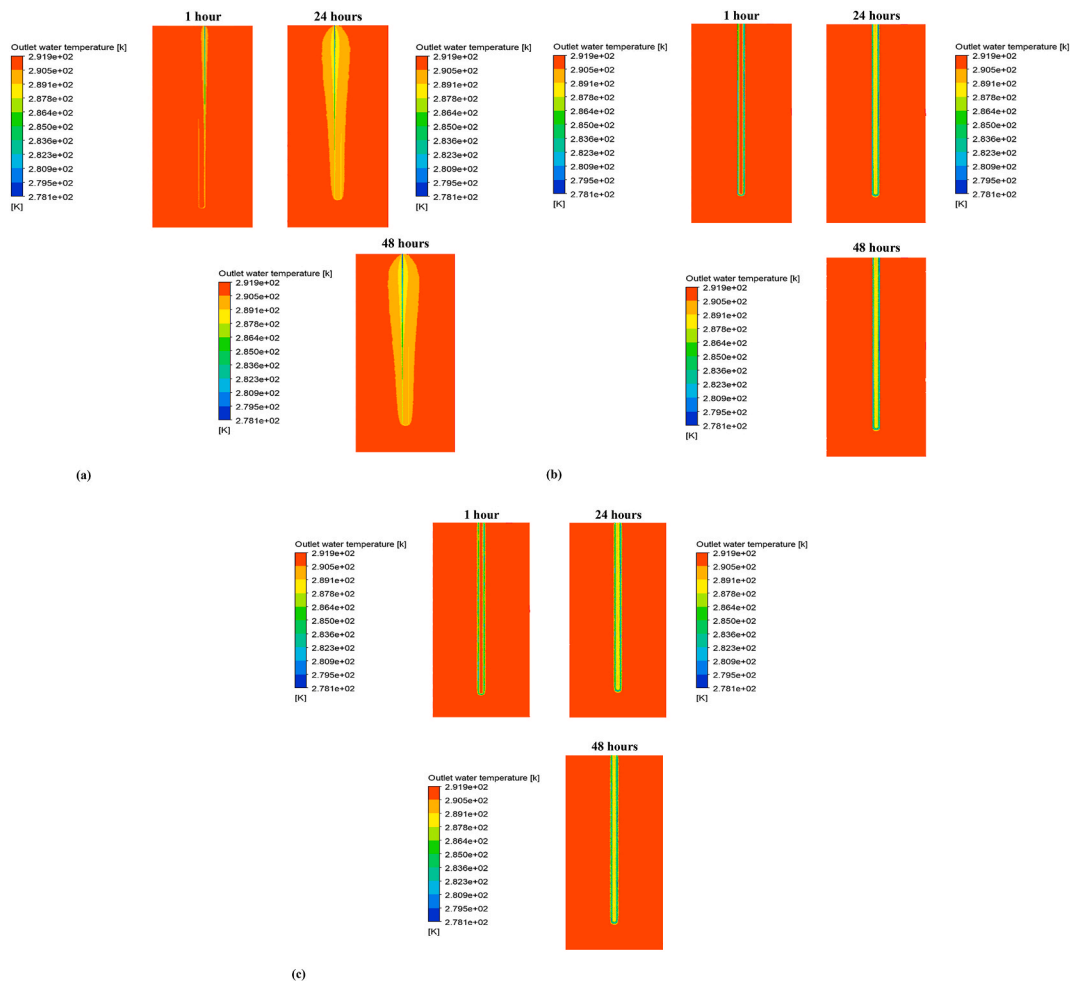 1 hour
24 hours
Outlet water temperature [k]
2.919e+02
2.905e+02
2.891e+02
2.878e+02
2.864e+02
2.850e+02
2.836e+02
2.823e+02
2.809e+02
2.795e+02
2.781e+02
[K]
Outlet water temperature [k]
2.919e+02
2.905e+02
2.891e+02
2.878e+02
2.864e+02
2.850e+02
2.836e+02
2.823e+02
2.809e+02
2.795e+02
2.781e+02
[K]
48 hours
Outlet water temperature [k]
2.919e+02
2.905e+02
2.891e+02
2.878e+02
2.864e+02
2.850e+02
2.836e+02
2.823e+02
2.809e+02
2.795e+02
2.781e+02
[K]
(a)
1 hour
24 hours
Outlet water temperature [k]
2.919e+02
2.905e+02
2.891e+02
2.878e+02
2.864e+02
2.850e+02
2.836e+02
2.823e+02
2.809e+02
2.795e+02
2.781e+02
[K]
Outlet water temperature [k]
2.919e+02
2.905e+02
2.891e+02
2.878e+02
2.864e+02
2.850e+02
2.836e+02
2.823e+02
2.809e+02
2.795e+02
2.781e+02
[K]
48 hours
Outlet water temperature [k]
2.919e+02
2.905e+02
2.891e+02
2.878e+02
2.864e+02
2.850e+02
2.836e+02
2.823e+02
2.809e+02
2.795e+02
2.781e+02
[K]
(b)
1 hour
24 hours
Outlet water temperature [k]
2.919e+02
2.905e+02
2.891e+02
2.878e+02
2.864e+02
2.850e+02
2.836e+02
2.823e+02
2.809e+02
2.795e+02
2.781e+02
[K]
Outlet water temperature [k]
2.919e+02
2.905e+02
2.891e+02
2.878e+02
2.864e+02
2.850e+02
2.836e+02
2.823e+02
2.809e+02
2.795e+02
2.781e+02
[K]
48 hours
Outlet water temperature [k]
2.919e+02
2.905e+02
2.891e+02
2.878e+02
2.864e+02
2.850e+02
2.836e+02
2.823e+02
2.809e+02
2.795e+02
2.781e+02
[K]
(c)